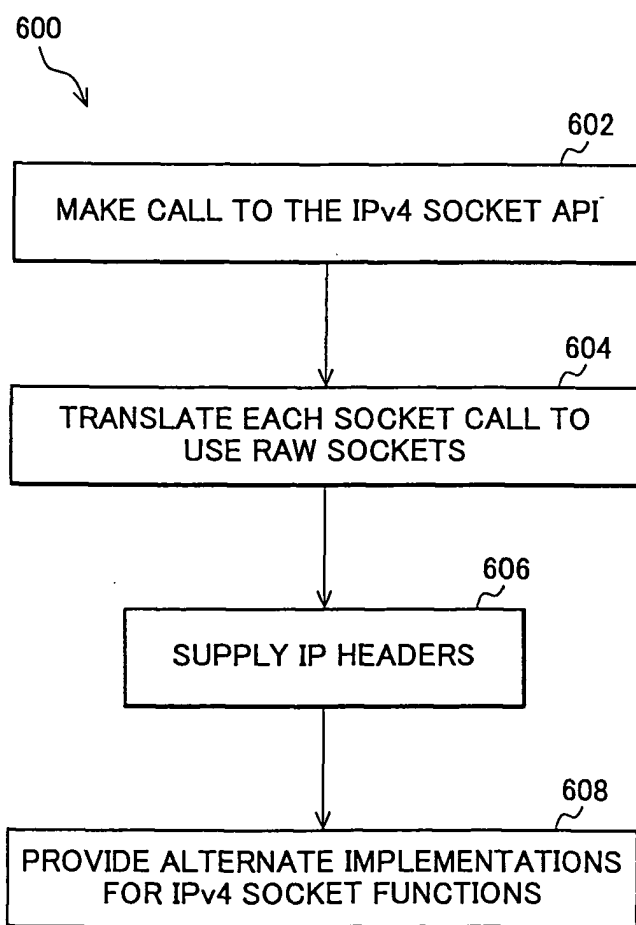 600
602
MAKE CALL TO THE IPv4 SOCKET API
604
TRANSLATE EACH SOCKET CALL TO
USE RAW SOCKETS
606
SUPPLY IP HEADERS
608
PROVIDE ALTERNATE IMPLEMENTATIONS
FOR IPv4 SOCKET FUNCTIONS